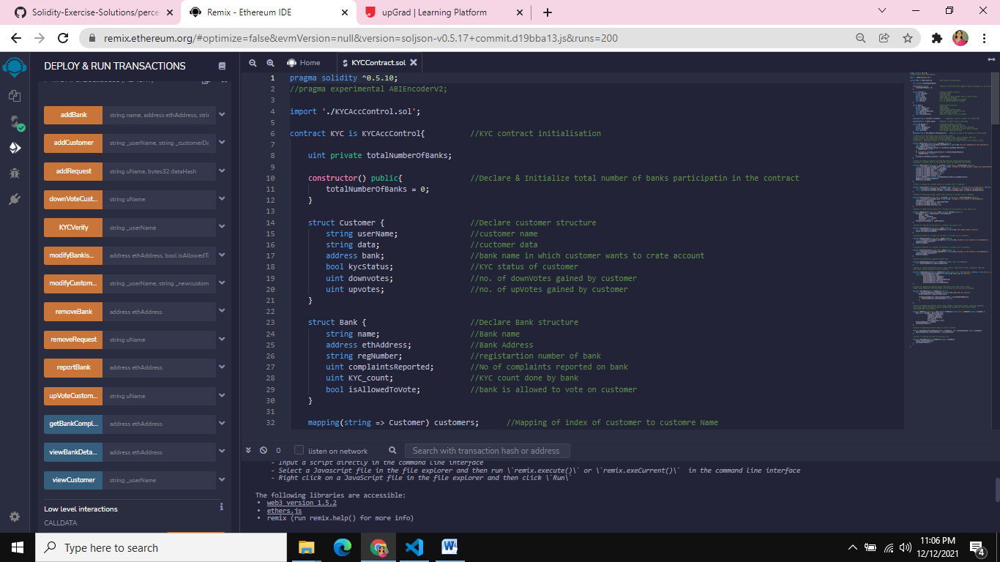 Solidity-Exercise-Solutions/perce
Remix - Ethereum IDE
upGrad | Learning Platform
remix.ethereum.org/#optimize=false&evmVersion=null&version=soljson-v0.5.17+commit.d19bba13.js&runs=200
DEPLOY & RUN TRANSACTIONS
addBank string name, address ethAddress, stri
addCustomer string _userName, string _customerDa
addRequest string uName, bytes32 dataHash
downVoteCust... string uName
KYCVerify string _userName
modifyBankis... address ethAddress, bool isAllowedTo
modifyCustom... string _userName, string _newcustom
removeBank address ethAddress
removeRequest string uName
reportBank address ethAddress
upVoteCustom... string uName
getBankCompl... address ethAddress
viewBankDeta... address ethAddress
viewCustomer string _userName
Low level interactions
CALLDATA
Home
KYCContract.sol
1 pragma solidity ^0.5.10;
2 //pragma experimental ABIEncoderV2;
3
4 import './KYCAccControl.sol';
5
6 contract KYC is KYCAccControl{ //KYC contract initialisation
7
8 uint private totalNumberOfBanks;
9
10 constructor() public{ //Declare & Initialize total number of banks participatin in the contract
11 totalNumberOfBanks = 0;
12 }
13
14 struct Customer { //Declare customer structure
15 string userName; //customer name
16 string data; //cuctomer data
17 address bank; //bank name in which customer wants to crate account
18 bool kycStatus; //KYC status of customer
19 uint downvotes; //no. of downVotes gained by customer
20 uint upvotes; //no. of upVotes gained by customer
21 }
22
23 struct Bank { //Declare Bank structure
24 string name; //Bank name
25 address ethAddress; //Bank Address
26 string regNumber; //registartion number of bank
27 uint complaintsReported; //No of complaints reported on bank
28 uint KYC_count; //KYC count done by bank
29 bool isAllowedToVote; //bank is allowed to vote on customer
30 }
31
32 mapping(string => Customer) customers; //Mapping of index of customer to customre Name
0 listen on network Search with transaction hash or address
- Input a script directly in the command line interface
- Select a Javascript file in the file explorer and then run \`remix.execute()\` or \`remix.exeCurrent()\` in the command line interface
- Right click on a JavaScript file in the file explorer and then click \`Run\`
The following libraries are accessible:
• web3 version 1.5.2
• ethers.js
• remix (run remix.help() for more info)
Type here to search
11:06 PM
12/12/2021
4